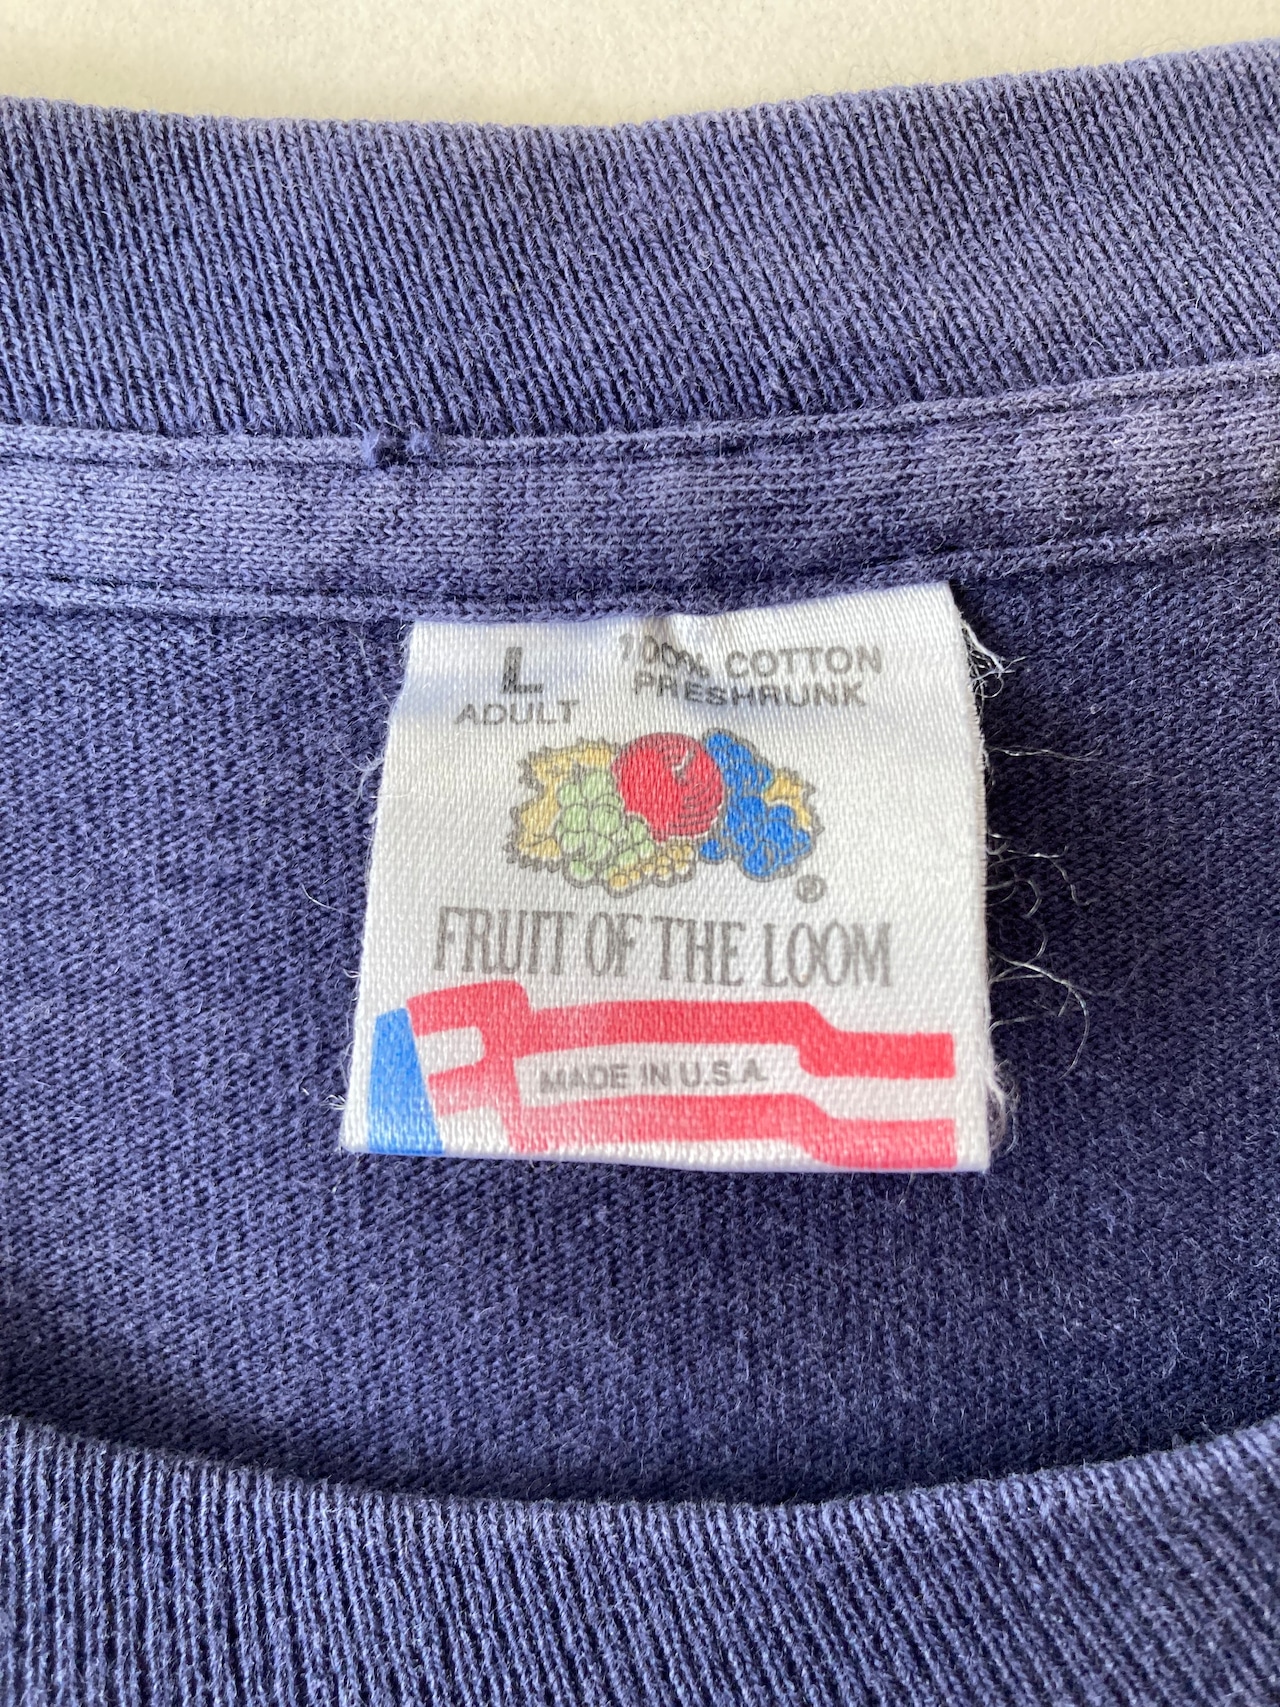 L
ADULT
100% COTTON
PRESHRUNK
®
FRUIT OF THE LOOM
MADE IN U.S.A.